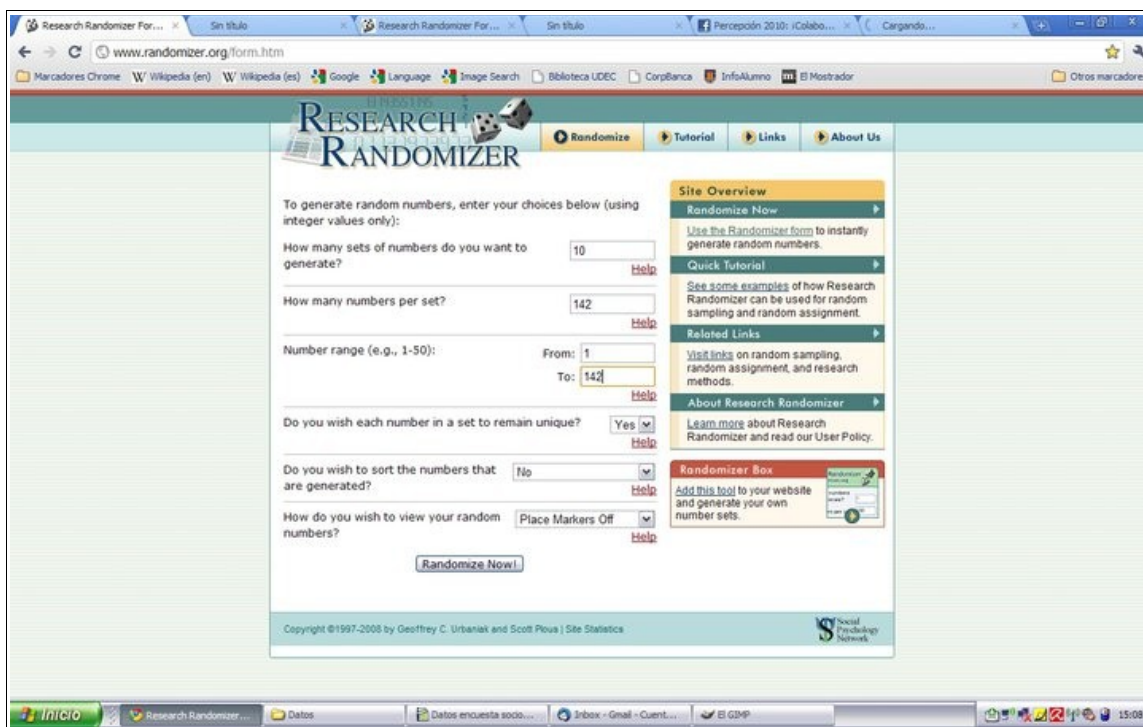 Research Randomizer For...
Sin título
Research Randomizer For...
Sin título
Percepción 2010: ¡Colabo...
Cargando...
www.randomizer.org/form.htm
Marcadores Chrome
Wikipedia (en)
Wikipedia (es)
Google
Language
Image Search
Biblioteca UDEC
CorpBanca
InfoAlumno
El Mostrador
Otros marcadore
RESEARCH
RANDOMIZER
Randomize
Tutorial
Links
About Us
To generate random numbers, enter your choices below (using
integer values only):
How many sets of numbers do you want to
generate?
10
Help
How many numbers per set?
142
Help
Number range (e.g., 1-50):
From: 1
To: 142
Help
Do you wish each number in a set to remain unique?
Yes
Help
Do you wish to sort the numbers that
are generated?
No
Help
How do you wish to view your random
numbers?
Place Markers Off
Help
Randomize Now!
Site Overview
Randomize Now
Use the Randomizer form to instantly
generate random numbers.
Quick Tutorial
See some examples of how Research
Randomizer can be used for random
sampling and random assignment.
Related Links
Visit links on random sampling,
random assignment, and research
methods.
About Research Randomizer
Learn more about Research
Randomizer and read our User Policy.
Randomizer Box
Add this tool to your website
and generate your own
number sets.
Copyright ©1997-2008 by Geoffrey C. Urbaniak and Scott Plous | Site Statistics
Social
Psychology
Network
Inicio
Research Randomizer...
Datos
Datos encuesta socio...
Inbox - Gmail - Cuent...
El GIMP
15:08